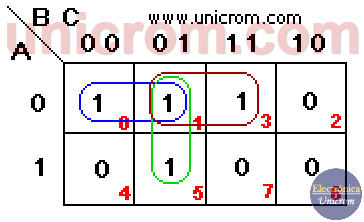 B C
www.unicrom.com
unicrom.com
A
00 01 11 10
0 1 0 1 1 1 3 0 2
1 0 4 1 5 0 7 0 6
Electrónica
Unicrom